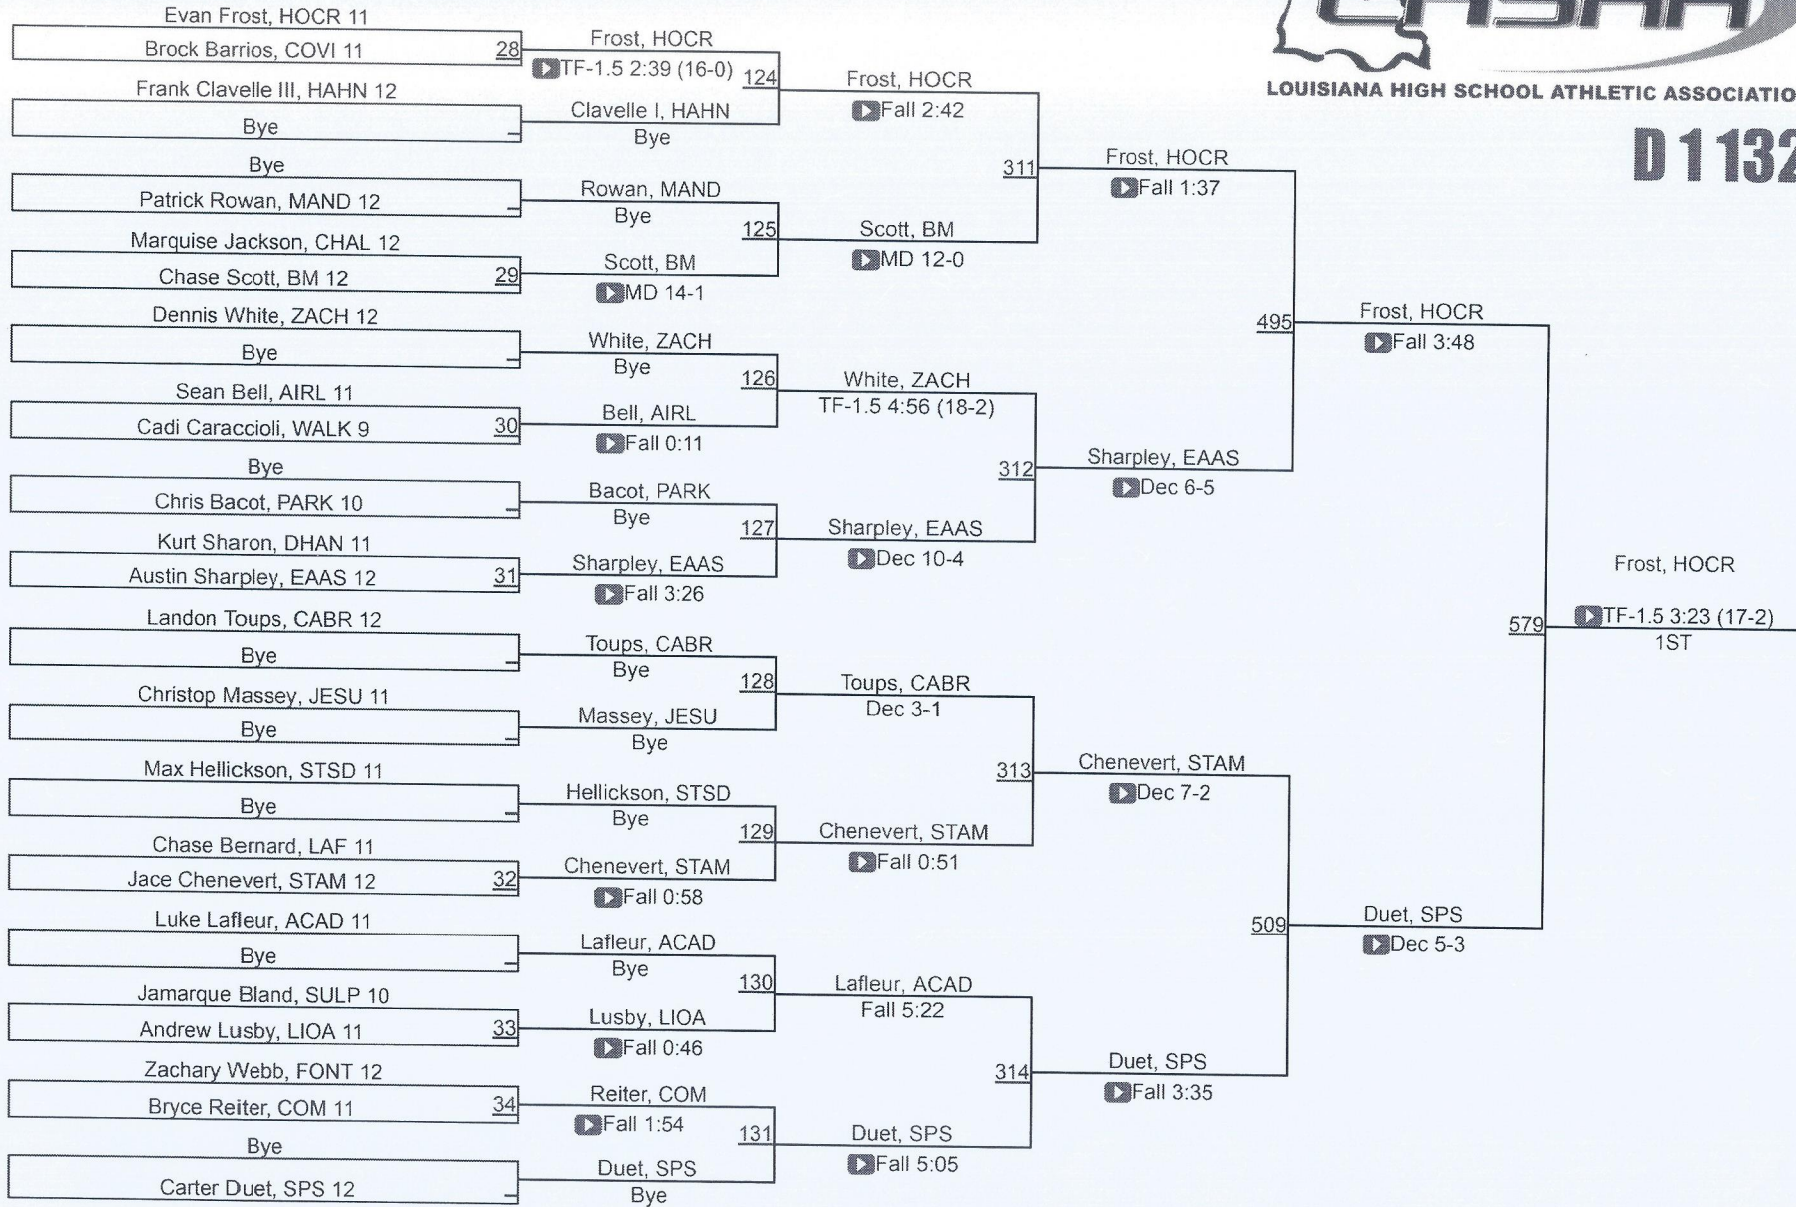 LHSAA
LOUISIANA HIGH SCHOOL ATHLETIC ASSOCIATIO
D 1 132
Evan Frost, HOCR 11
Brock Barrios, COVI 11 28
Frank Clavelle III, HAHN 12
Bye
Bye
Patrick Rowan, MAND 12
Marquise Jackson, CHAL 12
Chase Scott, BM 12 29
Dennis White, ZACH 12
Bye
Sean Bell, AIRL 11
Cadi Caraccioli, WALK 9 30
Bye
Chris Bacot, PARK 10
Kurt Sharon, DHAN 11
Austin Sharpley, EAAS 12 31
Landon Toups, CABR 12
Bye
Christop Massey, JESU 11
Bye
Max Hellickson, STSD 11
Bye
Chase Bernard, LAF 11
Jace Chenevert, STAM 12 32
Luke Lafleur, ACAD 11
Bye
Jamarque Bland, SULP 10
Andrew Lusby, LIOA 11 33
Zachary Webb, FONT 12
Bryce Reiter, COM 11 34
Bye
Carter Duet, SPS 12
Frost, HOCR
TF-1.5 2:39 (16-0)
124
Clavelle I, HAHN
Bye
Rowan, MAND
Bye
125
Scott, BM
MD 14-1
White, ZACH
Bye
126
Bell, AIRL
Fall 0:11
Bacot, PARK
Bye
127
Sharpley, EAAS
Fall 3:26
Toups, CABR
Bye
128
Massey, JESU
Bye
Hellickson, STSD
Bye
129
Chenevert, STAM
Fall 0:58
Lafleur, ACAD
Bye
130
Lusby, LIOA
Fall 0:46
Reiter, COM
Fall 1:54
131
Duet, SPS
Bye
Frost, HOCR
Fall 2:42
311
Scott, BM
MD 12-0
White, ZACH
TF-1.5 4:56 (18-2)
312
Sharpley, EAAS
Dec 10-4
Toups, CABR
Dec 3-1
313
Chenevert, STAM
Fall 0:51
Lafleur, ACAD
Fall 5:22
314
Duet, SPS
Fall 5:05
Frost, HOCR
Fall 1:37
495
Sharpley, EAAS
Dec 6-5
Chenevert, STAM
Dec 7-2
509
Duet, SPS
Fall 3:35
Frost, HOCR
Fall 3:48
579
Duet, SPS
Dec 5-3
Frost, HOCR
TF-1.5 3:23 (17-2)
1ST